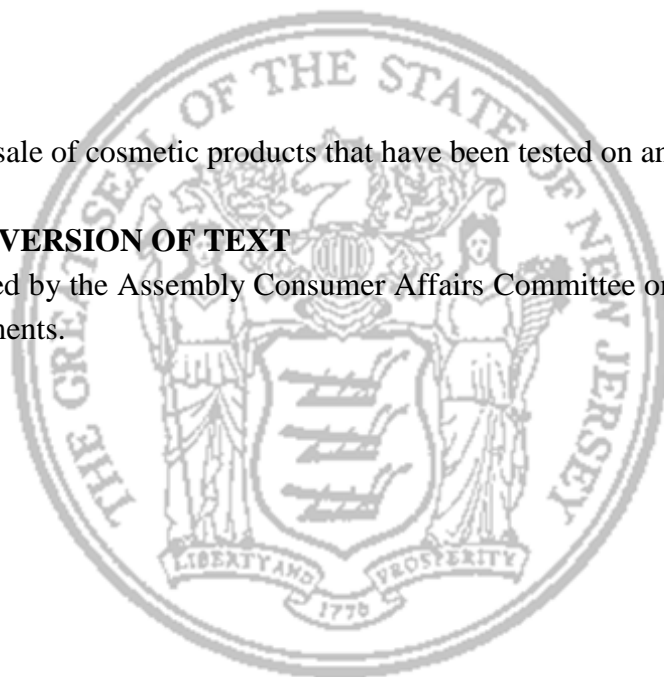 THE GREAT SEAL OF THE STATE OF NEW JERSEY
sale of cosmetic products that have been tested on an
VERSION OF TEXT
ed by the Assembly Consumer Affairs Committee on
nents.
LIBERTY AND PROSPERITY
1776